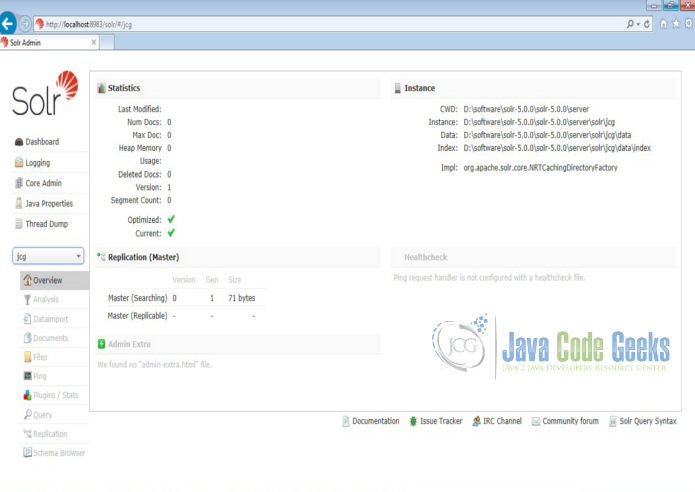 http://localhost:8983/solr/#/jcg
Solr Admin
Solr
Dashboard
Logging
Core Admin
Java Properties
Thread Dump
jcg
Overview
Analysis
Dataimport
Documents
Files
Ping
Plugins / Stats
Query
Replication
Schema Browser
Statistics
Last Modified:
Num Docs: 0
Max Doc: 0
Heap Memory 0
Usage:
Deleted Docs: 0
Version: 1
Segment Count: 0
Optimized:
Current:
Instance
CWD: D:\software\solr-5.0.0\solr-5.0.0\server
Instance: D:\software\solr-5.0.0\solr-5.0.0\server\solr\jcg
Data: D:\software\solr-5.0.0\solr-5.0.0\server\solr\jcg\data
Index: D:\software\solr-5.0.0\solr-5.0.0\server\solr\jcg\data\index
Impl: org.apache.solr.core.NRTCachingDirectoryFactory
Replication (Master)
Version Gen Size
Master (Searching) 0 1 71 bytes
Master (Replicable) - - -
Healthcheck
Ping request handler is not configured with a healthcheck file.
Admin Extra
We found no "admin-extra.html" file.
JCG
Java Code Geeks
JAVA 2 JAVA DEVELOPERS RESOURCE CENTER
Documentation Issue Tracker IRC Channel Community forum Solr Query Syntax